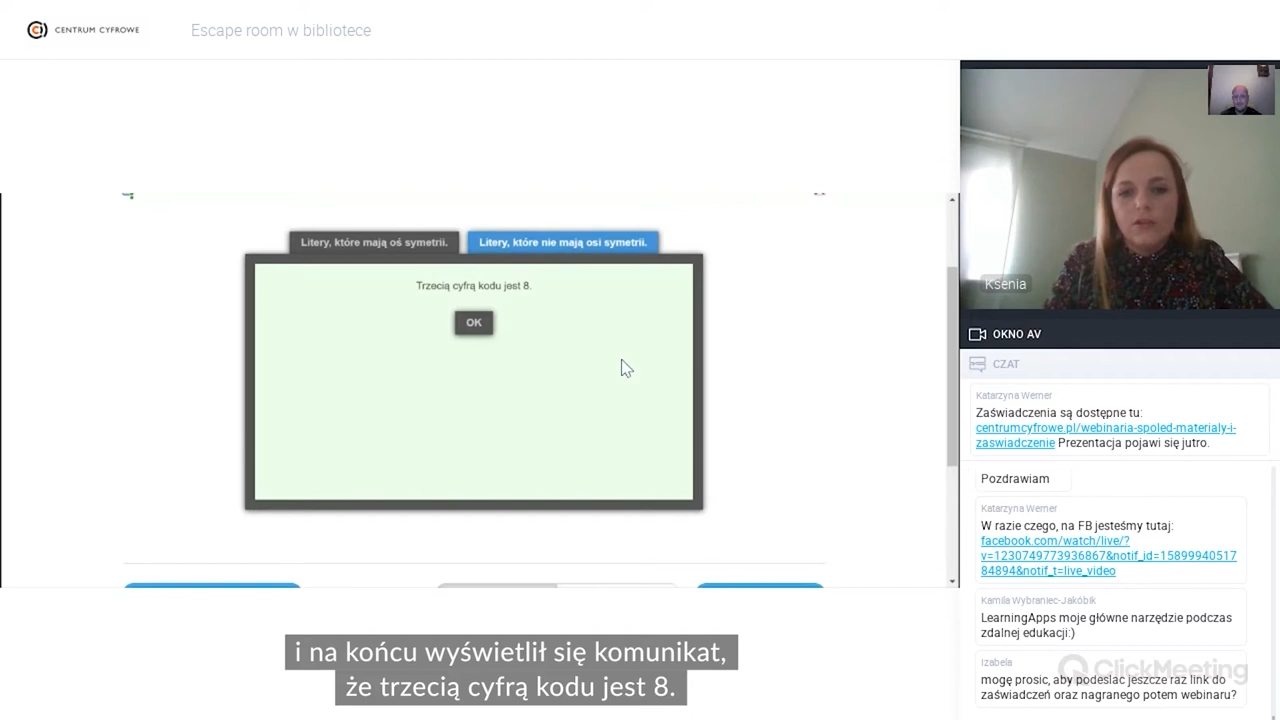 CENTRUM CYFROWE
Escape room w bibliotece
Litery, które mają oś symetrii.
Litery, które nie mają osi symetrii.
Trzecią cyfrą kodu jest 8.
OK
i na końcu wyświetlił się komunikat,
że trzecią cyfrą kodu jest 8.
Ksenia
OKNO AV
CZAT
Katarzyna Werner
Zaświadczenia są dostępne tu:
centrumcyfrowe.pl/webinaria-spoled-materialy-i-
zaswiadczenie Prezentacja pojawi się jutro.
Pozdrawiam
Katarzyna Werner
W razie czego, na FB jesteśmy tutaj:
facebook.com/watch/live/?
v=1230749773936867&notif_id=15899940517
84894&notif_t=live_video
Kamila Wybraniec-Jakóbik
LearningApps moje główne narzędzie podczas
zdalnej edukacji:)
Izabela
mogę prosic, aby podeslac jeszcze raz link do
zaświadczeń oraz nagranego potem webinaru?
ClickMeeting